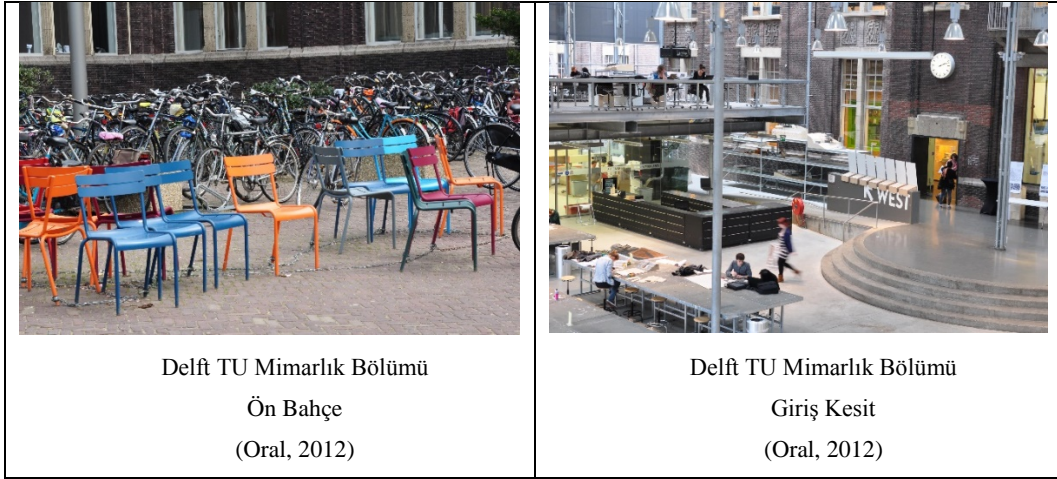 K WEST
Delft TU Mimarlık Bölümü
Ön Bahçe
(Oral, 2012)
Delft TU Mimarlık Bölümü
Giriş Kesit
(Oral, 2012)